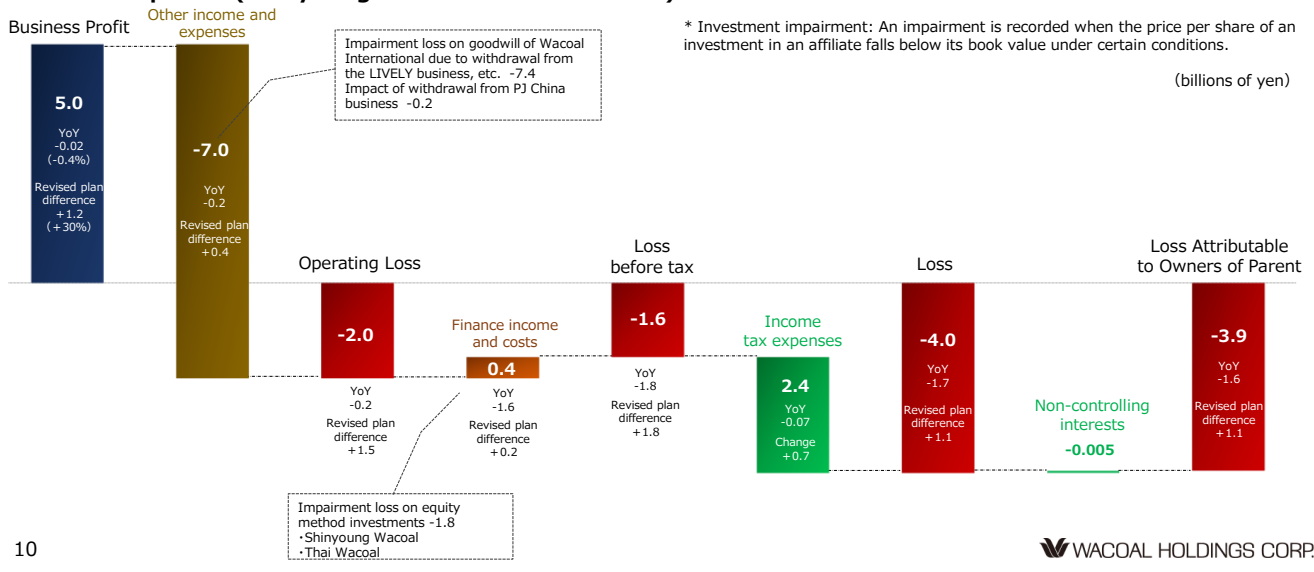 Business Profit
Other income and
expenses
* Investment impairment: An impairment is recorded when the price per share of an
investment in an affiliate falls below its book value under certain conditions.
(billions of yen)
Impairment loss on goodwill of Wacoal
International due to withdrawal from
the LIVELY business, etc. -7.4
Impact of withdrawal from PJ China
business -0.2
5.0
YoY
-0.02
(-0.4%)
Revised plan
difference
+1.2
(+30%)
-7.0
YoY
-0.2
Revised plan
difference
+0.4
Operating Loss
-2.0
YoY
-0.2
Revised plan
difference
+1.5
Finance income
and costs
0.4
YoY
-1.6
Revised plan
difference
+0.2
Impairment loss on equity
method investments -1.8
・Shinyoung Wacoal
・Thai Wacoal
Loss
before tax
-1.6
YoY
-1.8
Revised plan
difference
+1.8
Income
tax expenses
2.4
YoY
-0.07
Change
+0.7
Loss
-4.0
YoY
-1.7
Revised plan
difference
+1.1
Non-controlling
interests
-0.005
Loss Attributable
to Owners of Parent
-3.9
YoY
-1.6
Revised plan
difference
+1.1
10
WACOAL HOLDINGS CORP.